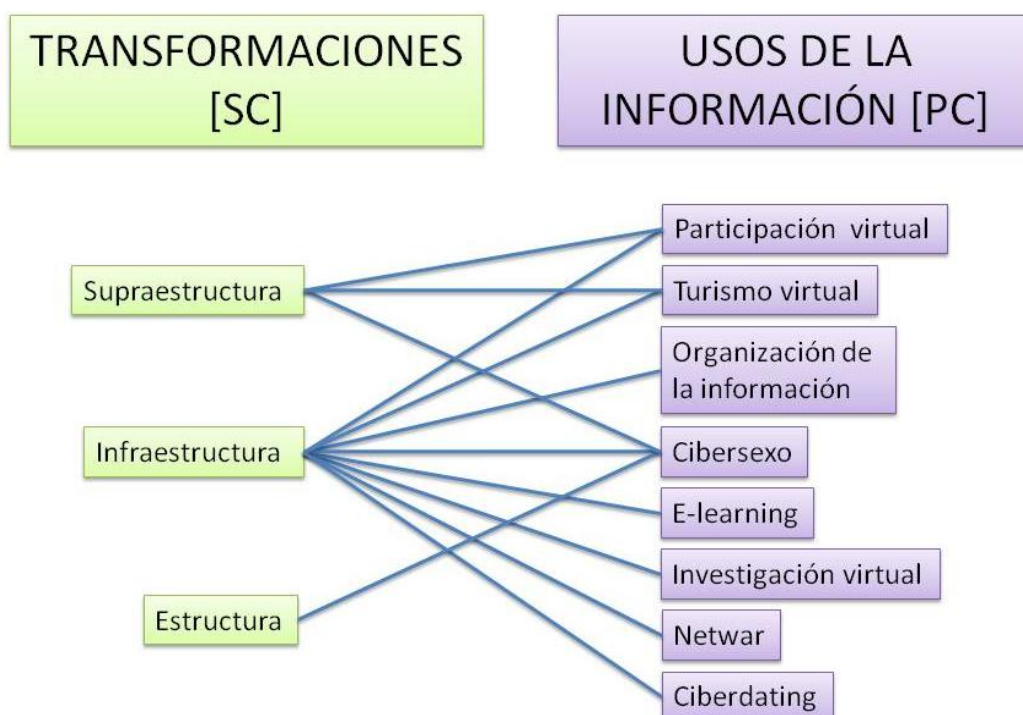 TRANSFORMACIONES
[SC]
USOS DE LA
INFORMACIÓN [PC]
Supraestructura
Infraestructura
Estructura
Participación virtual
Turismo virtual
Organización de
la información
Cibersexo
E-learning
Investigación virtual
Netwar
Ciberdating